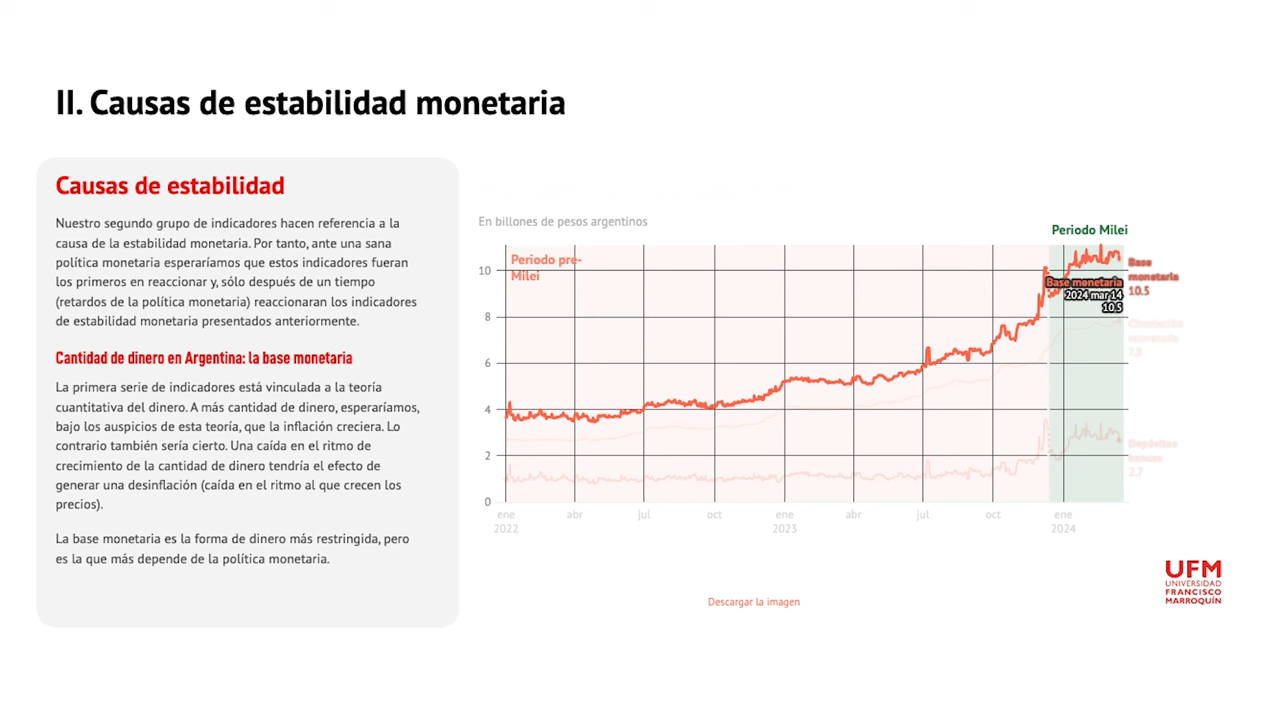 II. Causas de estabilidad monetaria
Causas de estabilidad
Nuestro segundo grupo de indicadores hacen referencia a la
causa de la estabilidad monetaria. Por tanto, ante una sana
política monetaria esperaríamos que estos indicadores fueran
los primeros en reaccionar y, sólo después de un tiempo
(retardos de la política monetaria) reaccionaran los indicadores
de estabilidad monetaria presentados anteriormente.
Cantidad de dinero en Argentina: la base monetaria
La primera serie de indicadores está vinculada a la teoría
cuantitativa del dinero. A más cantidad de dinero, esperaríamos,
bajo los auspicios de esta teoría, que la inflación creciera. Lo
contrario también sería cierto. Una caída en el ritmo de
crecimiento de la cantidad de dinero tendría el efecto de
generar una desinflación (caída en el ritmo al que crecen los
precios).
La base monetaria es la forma de dinero más restringida, pero
es la que más depende de la política monetaria.
En billones de pesos argentinos
Periodo Milei
Periodo pre-
Milei
10
8
6
4
2
0
Base
monetaria
10.5
Base monetaria
2024 mar 14
10.5
Circulación
monetaria
Depósitos
2.7
ene
2022
abr
jul
oct
ene
2023
abr
jul
oct
ene
2024
Descargar la imagen
UFM
UNIVERSIDAD
FRANCISCO
MARROQUÍN